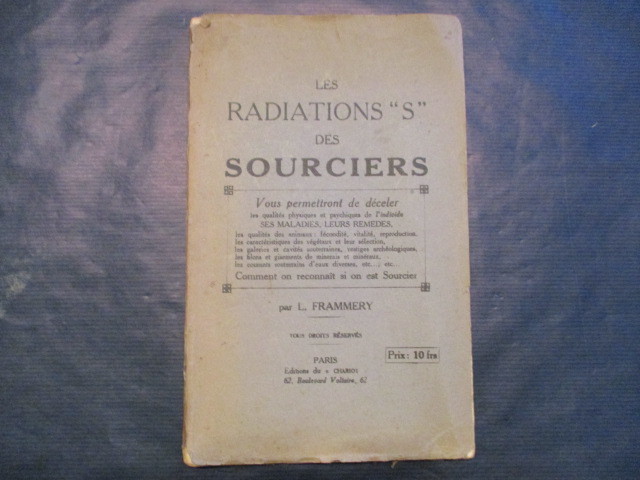 LES
RADIATIONS "S"
DES
SOURCIERS
Vous permettront de déceler
les qualités physiques et psychiques de l'individu
SES MALADIES, LEURS REMEDES,
les qualités des animaux : fécondité, vitalité, reproduction,
les caractéristiques des végétaux et leur sélection,
les galeries et cavités souterraines, vestiges archéologiques,
les filons et gisements de minerais et minéraux,
les courants souterrains d'eaux diverses, etc..., etc...
Comment on reconnaît si on est Sourcier
par L. FRAMMERY
TOUS DROITS RÉSERVÉS
PARIS
Editions du « CHARIOT
82, Boulevard Voltaire,
Prix : 10 frs